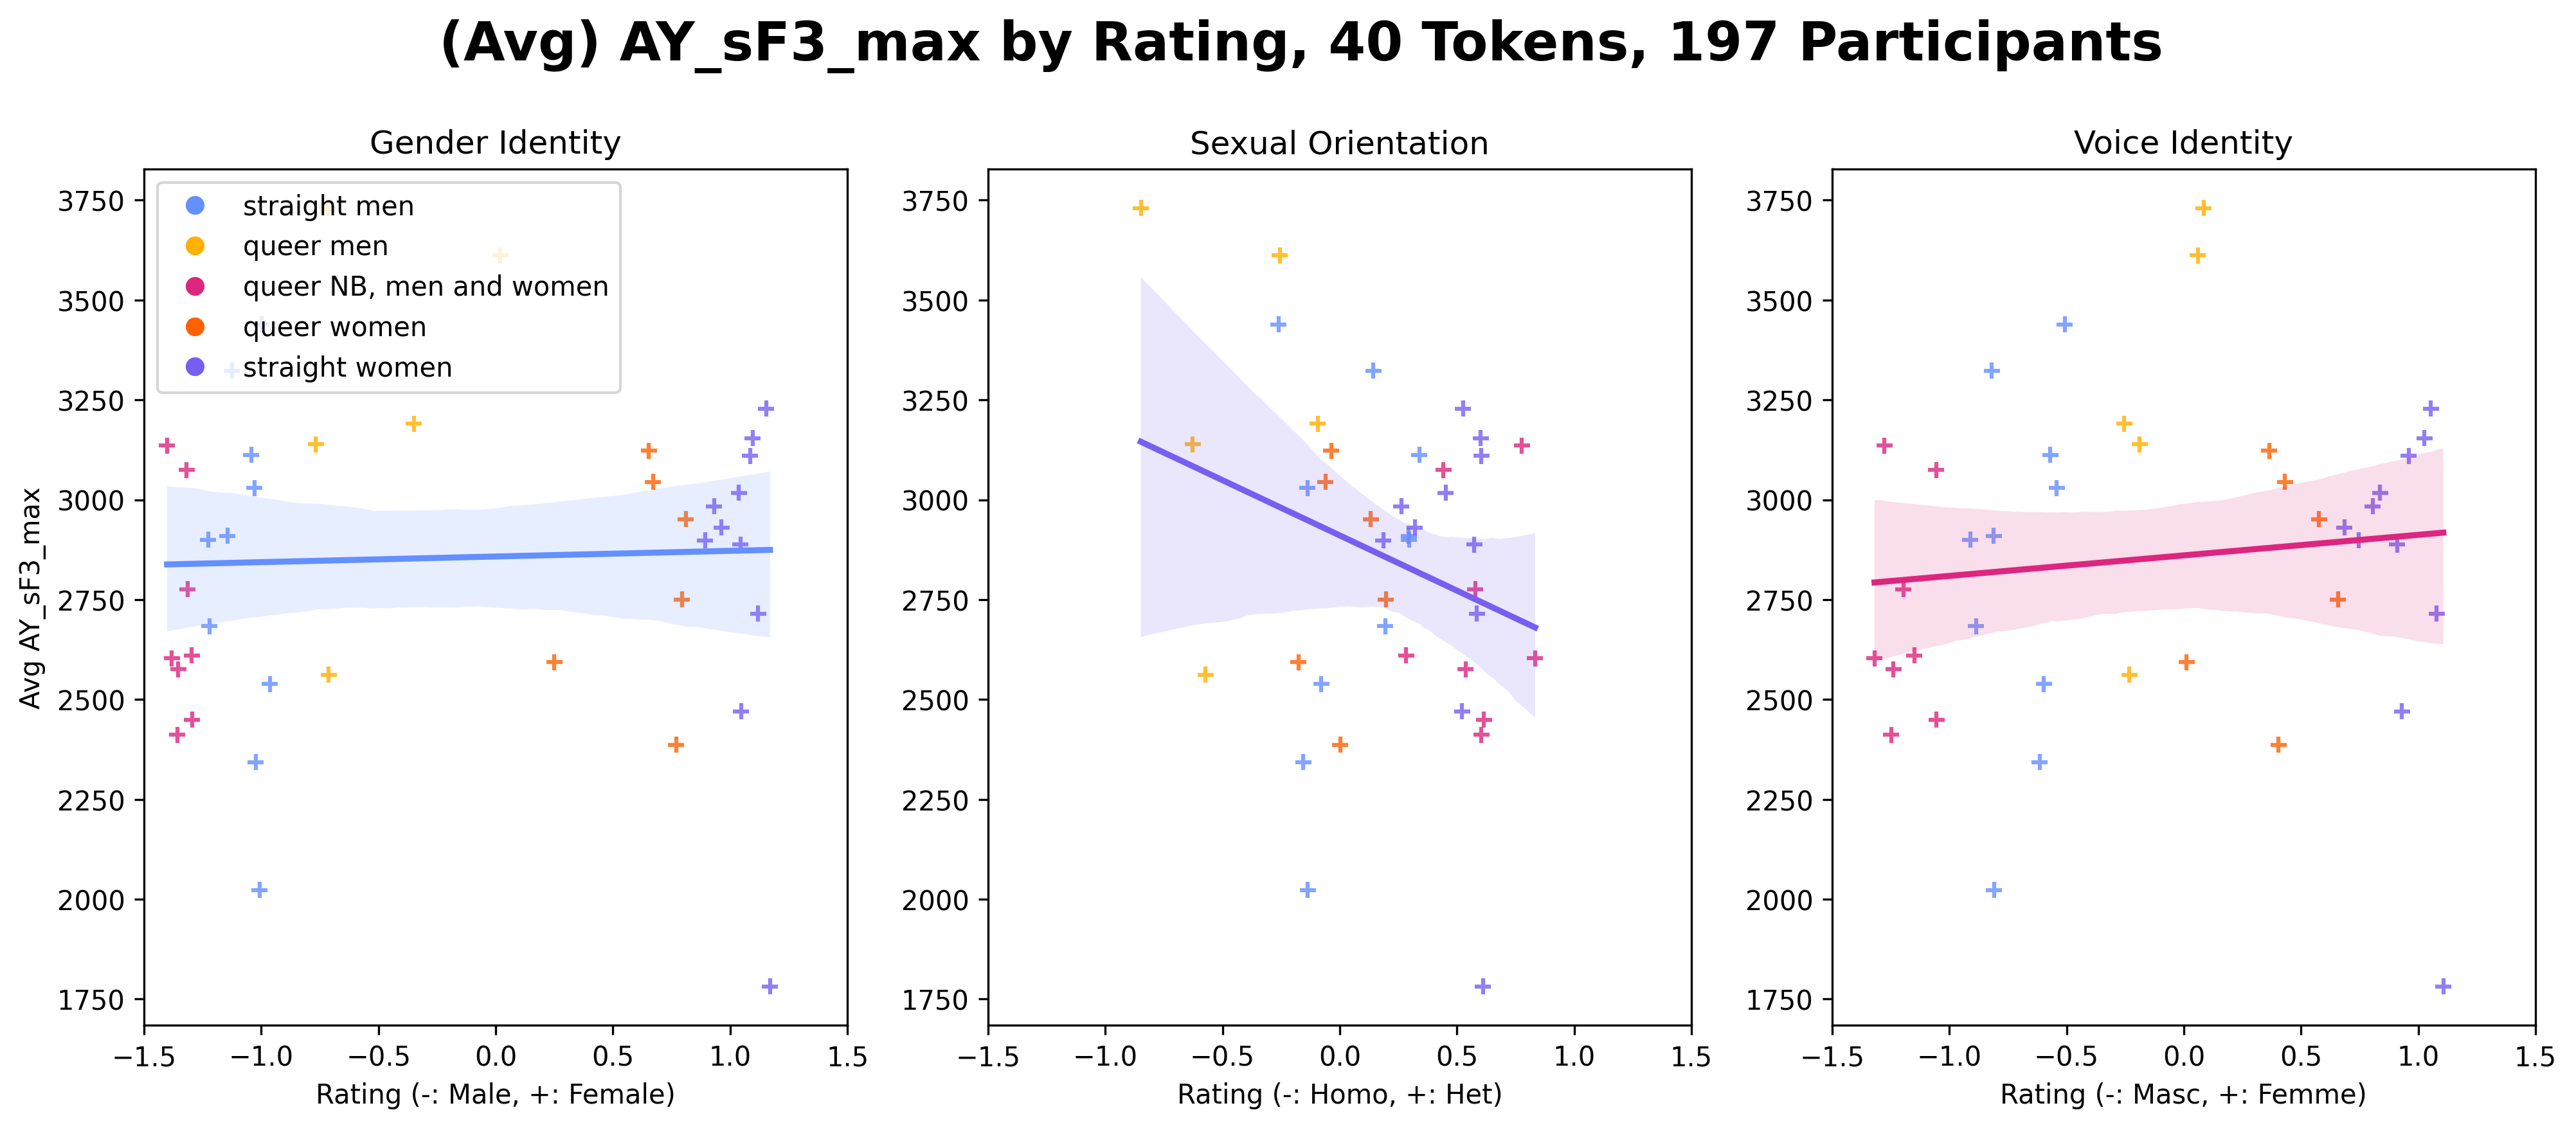 (Avg) AY_sF3_max by Rating, 40 Tokens, 197 Participants
Gender Identity
Sexual Orientation
Voice Identity
straight men
queer men
queer NB, men and women
queer women
straight women
Avg AY_sF3_max
3750
3500
3250
3000
2750
2500
2250
2000
1750
−1.5 −1.0 −0.5 0.0 0.5 1.0 1.5
Rating (-: Male, +: Female)
3750
3500
3250
3000
2750
2500
2250
2000
1750
−1.5 −1.0 −0.5 0.0 0.5 1.0 1.5
Rating (-: Homo, +: Het)
3750
3500
3250
3000
2750
2500
2250
2000
1750
−1.5 −1.0 −0.5 0.0 0.5 1.0 1.5
Rating (-: Masc, +: Femme)